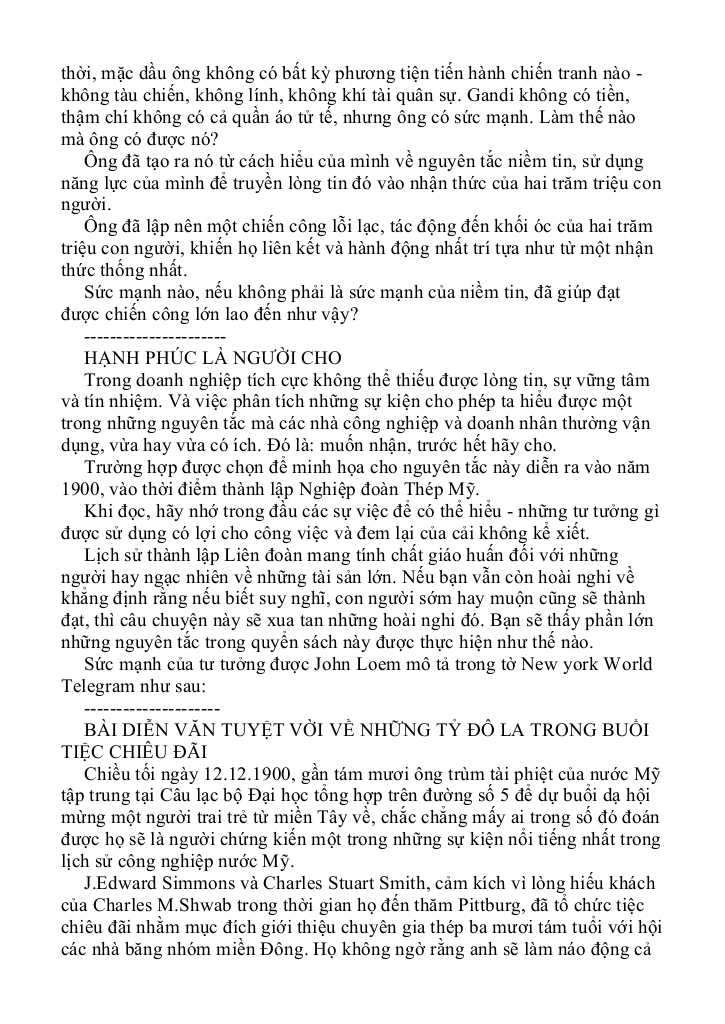 thời, mặc dầu ông không có bất kỳ phương tiện tiến hành chiến tranh nào -
không tàu chiến, không lính, không khí tài quân sự. Gandi không có tiền,
thậm chí không có cả quần áo tử tế, nhưng ông có sức mạnh. Làm thế nào
mà ông có được nó?
Ông đã tạo ra nó từ cách hiểu của mình về nguyên tắc niềm tin, sử dụng
năng lực của mình để truyền lòng tin đó vào nhận thức của hai trăm triệu con
người.
Ông đã lập nên một chiến công lỗi lạc, tác động đến khối óc của hai trăm
triệu con người, khiến họ liên kết và hành động nhất trí tựa như từ một nhận
thức thống nhất.
Sức mạnh nào, nếu không phải là sức mạnh của niềm tin, đã giúp đạt
được chiến công lớn lao đến như vậy?
----------------------
HẠNH PHÚC LÀ NGƯỜI CHO
Trong doanh nghiệp tích cực không thể thiếu được lòng tin, sự vững tâm
và tín nhiệm. Và việc phân tích những sự kiện cho phép ta hiểu được một
trong những nguyên tắc mà các nhà công nghiệp và doanh nhân thường vận
dụng, vừa hay vừa có ích. Đó là: muốn nhận, trước hết hãy cho.
Trường hợp được chọn để minh họa cho nguyên tắc này diễn ra vào năm
1900, vào thời điểm thành lập Nghiệp đoàn Thép Mỹ.
Khi đọc, hãy nhớ trong đầu các sự việc để có thể hiểu - những tư tưởng gì
được sử dụng có lợi cho công việc và đem lại của cải không kể xiết.
Lịch sử thành lập Liên đoàn mang tính chất giáo huấn đối với những
người hay ngạc nhiên về những tài sản lớn. Nếu bạn vẫn còn hoài nghi về
khẳng định rằng nếu biết suy nghĩ, con người sớm hay muộn cũng sẽ thành
đạt, thì câu chuyện này sẽ xua tan những hoài nghi đó. Bạn sẽ thấy phần lớn
những nguyên tắc trong quyển sách này được thực hiện như thế nào.
Sức mạnh của tư tưởng được John Loem mô tả trong tờ New york World
Telegram như sau:
---------------------
BÀI DIỄN VĂN TUYỆT VỜI VỀ NHỮNG TỶ ĐÔ LA TRONG BUỔI
TIỆC CHIÊU ĐÃI
Chiều tối ngày 12.12.1900, gần tám mươi ông trùm tài phiệt của nước Mỹ
tập trung tại Câu lạc bộ Đại học tổng hợp trên đường số 5 để dự buổi dạ hội
mừng một người trai trẻ từ miền Tây về, chắc chẳng mấy ai trong số đó đoán
được họ sẽ là người chứng kiến một trong những sự kiện nổi tiếng nhất trong
lịch sử công nghiệp nước Mỹ.
J.Edward Simmons và Charles Stuart Smith, cảm kích vì lòng hiếu khách
của Charles M.Shwab trong thời gian họ đến thăm Pittburg, đã tổ chức tiệc
chiêu đãi nhằm mục đích giới thiệu chuyên gia thép ba mươi tám tuổi với hội
các nhà băng nhóm miền Đông. Họ không ngờ rằng anh sẽ làm náo động cả